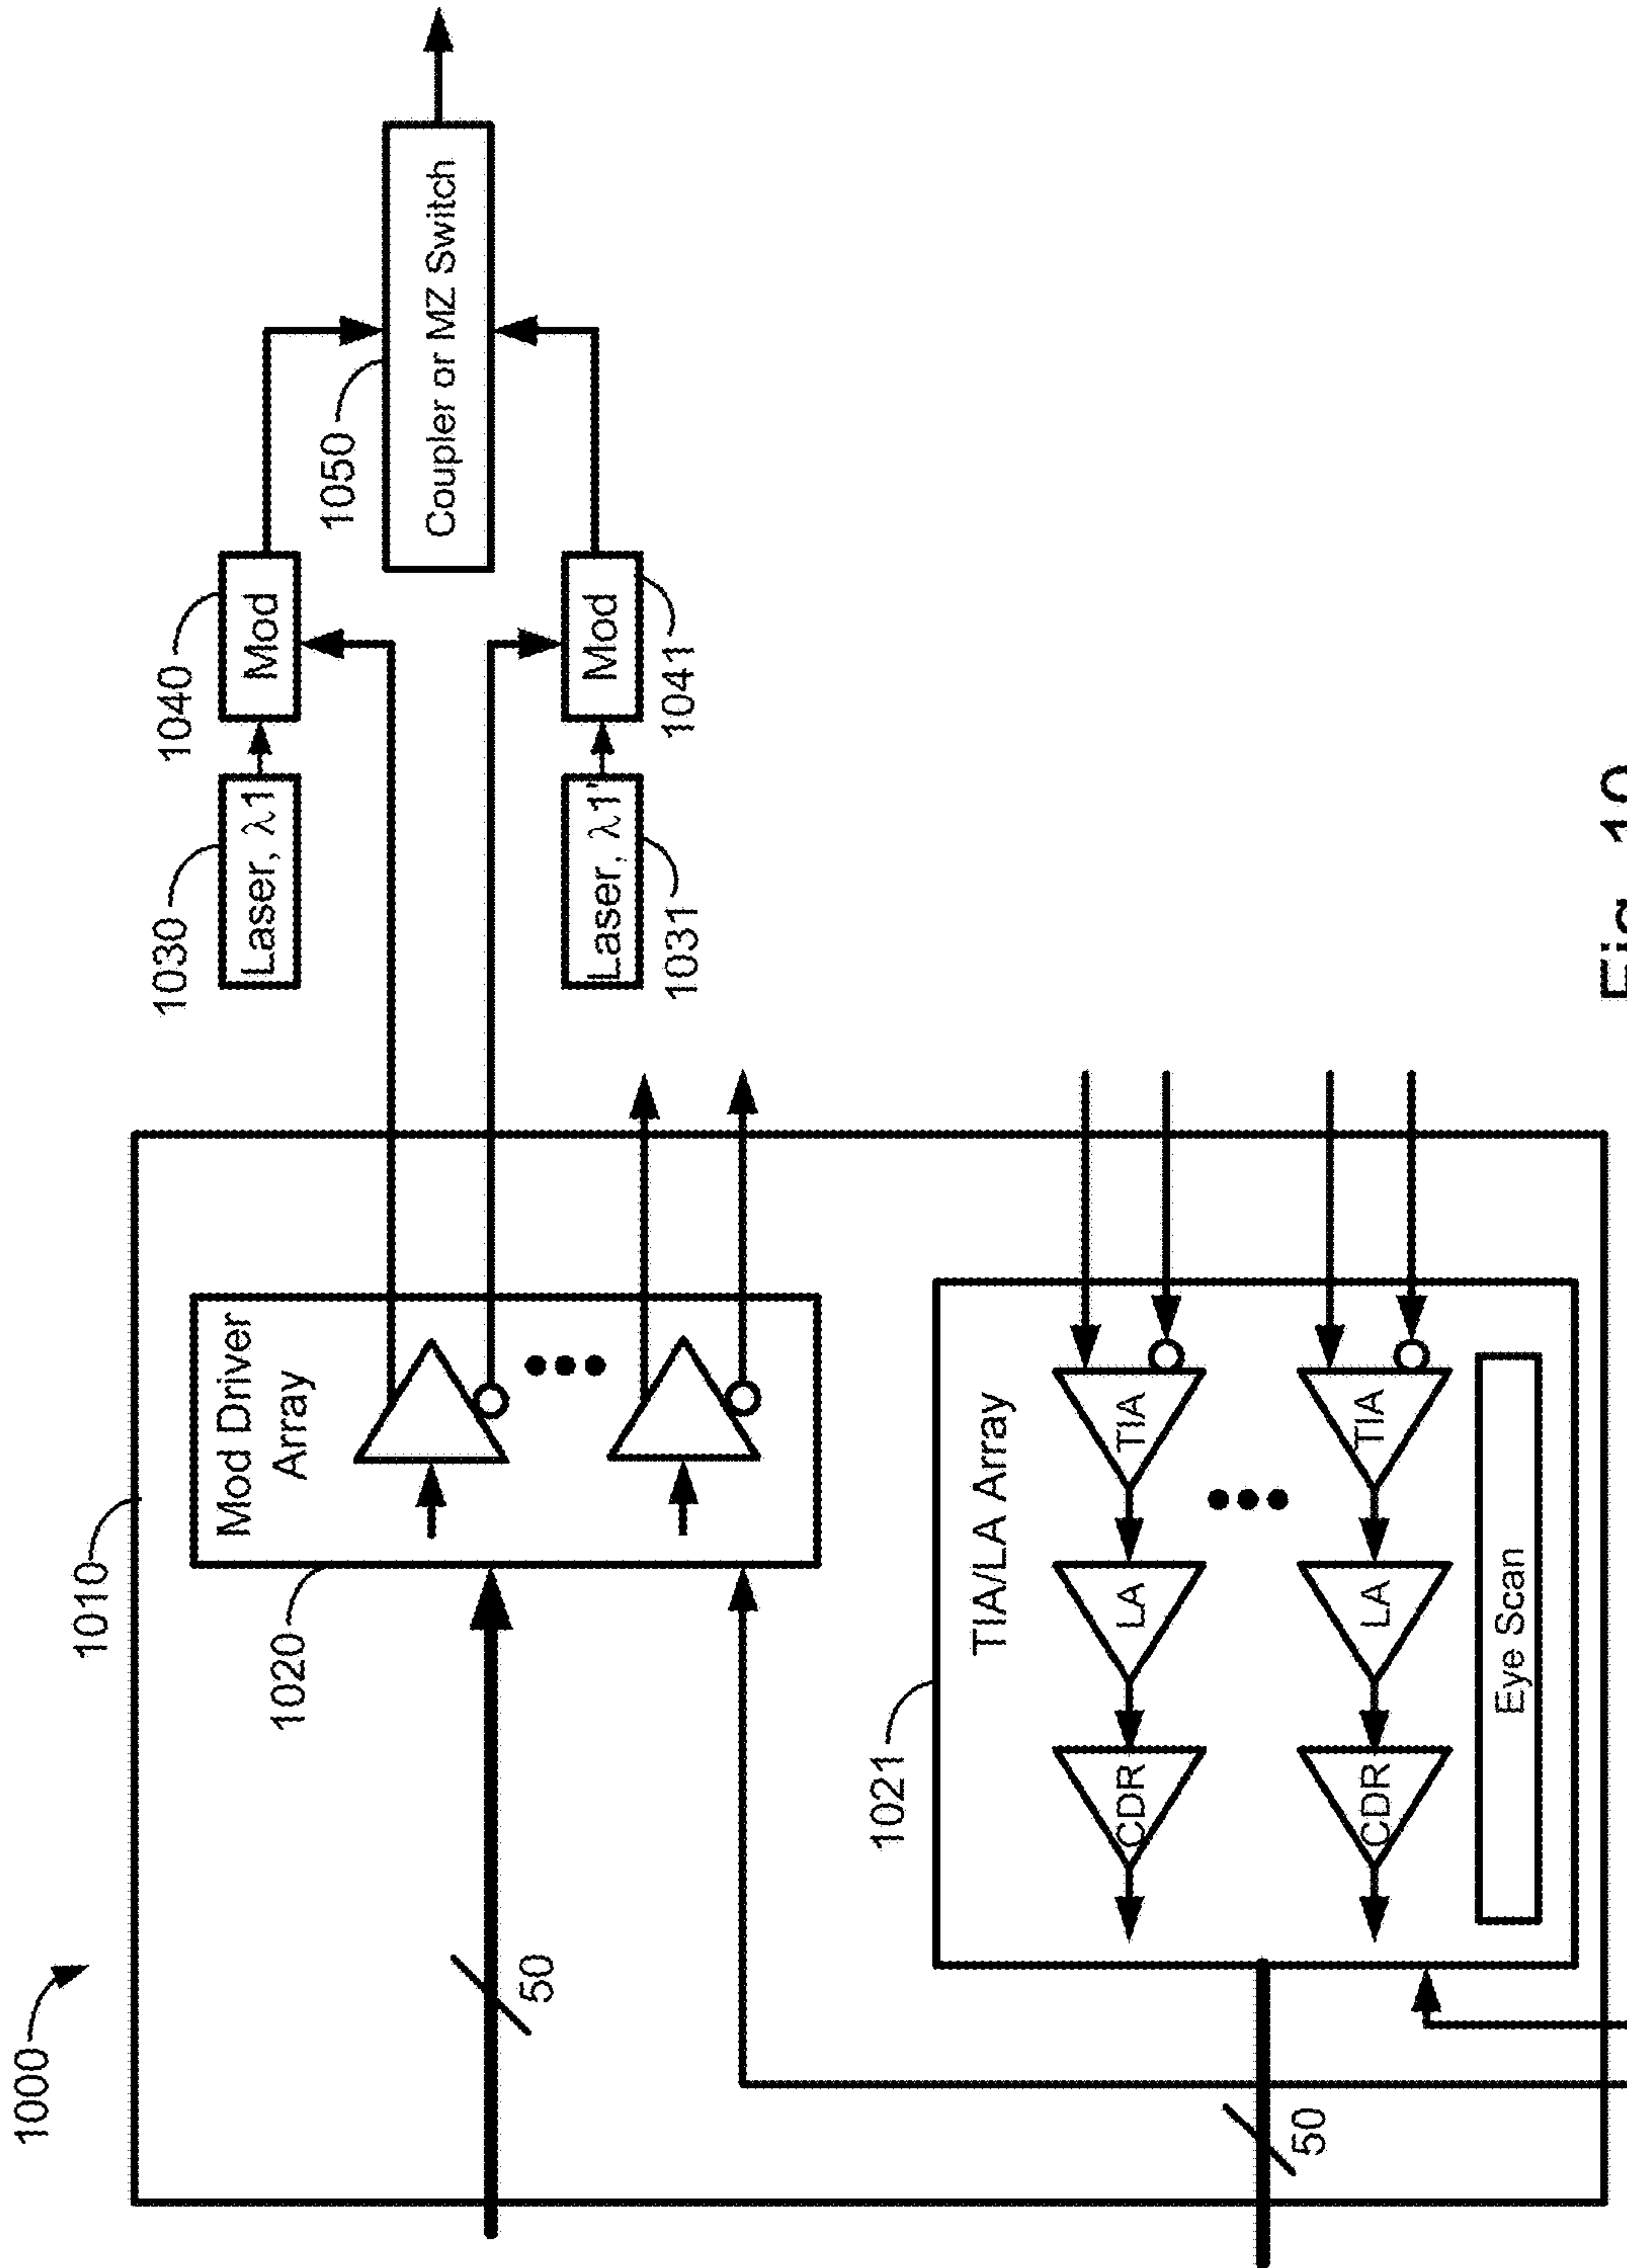 1000
1010
1020
Mod Driver
Array
50
1030
Laser, λ1
1040
Mod
1050
Coupler or MZ Switch
Laser, λ1'
1031
Mod
1041
1021
TIA/LA Array
CDR
LA
TIA
CDR
LA
TIA
Eye Scan
50